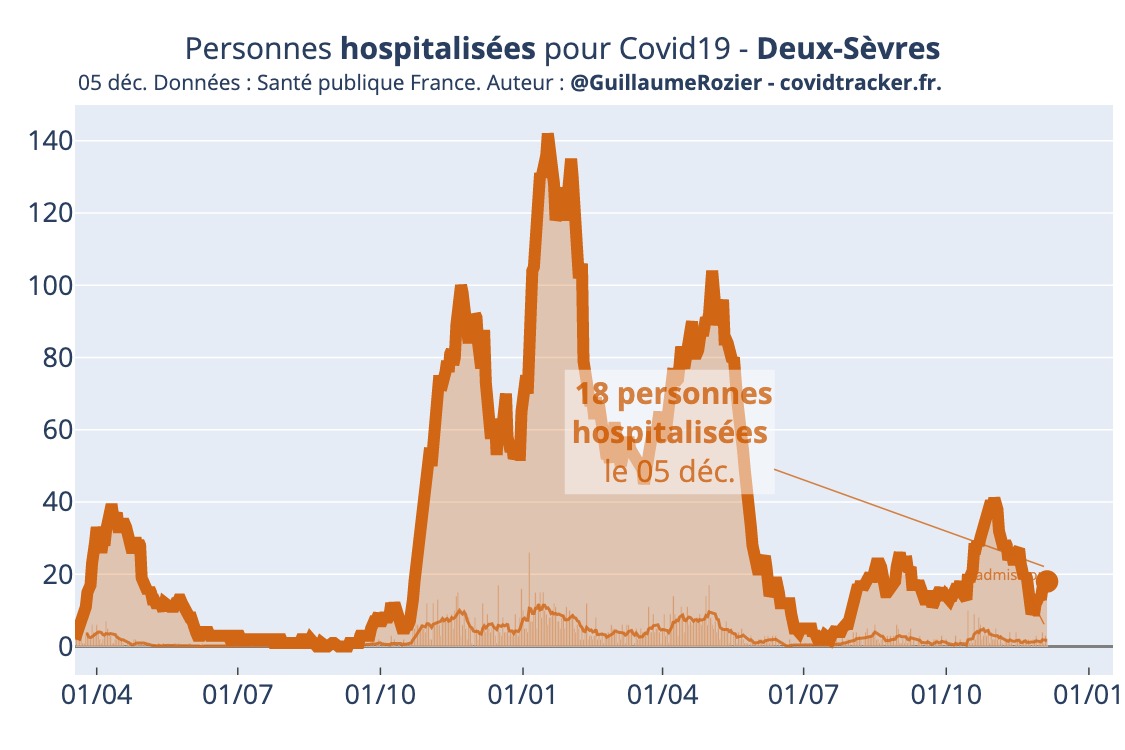 Personnes hospitalisées pour Covid19 - Deux-Sèvres
05 déc. Données : Santé publique France. Auteur : @GuillaumeRozier - covidtracker.fr.
140
120
100
80
60
40
20
0
18 personnes
hospitalisées
le 05 déc.
01/04 01/07 01/10 01/01 01/04 01/07 01/10 01/01